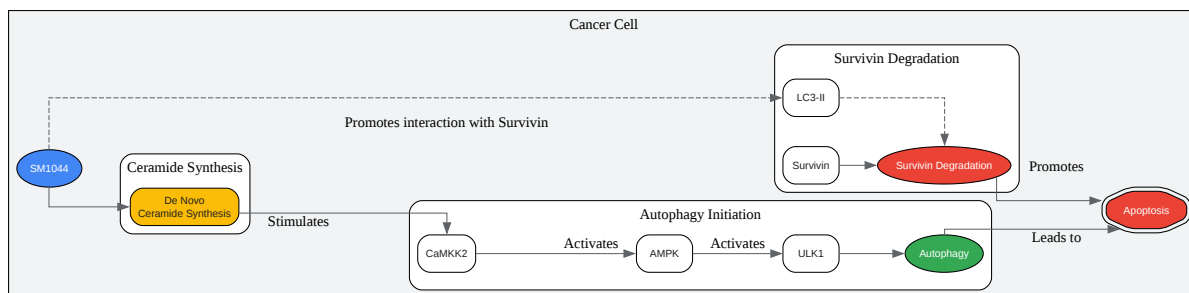 Cancer Cell
Survivin Degradation
LC3-II
Promotes interaction with Survivin
SM1044
Ceramide Synthesis
De Novo
Ceramide Synthesis
Survivin
Survivin Degradation
Promotes
Apoptosis
Stimulates
Autophagy Initiation
CaMKK2
Activates
AMPK
Activates
ULK1
Autophagy
Leads to